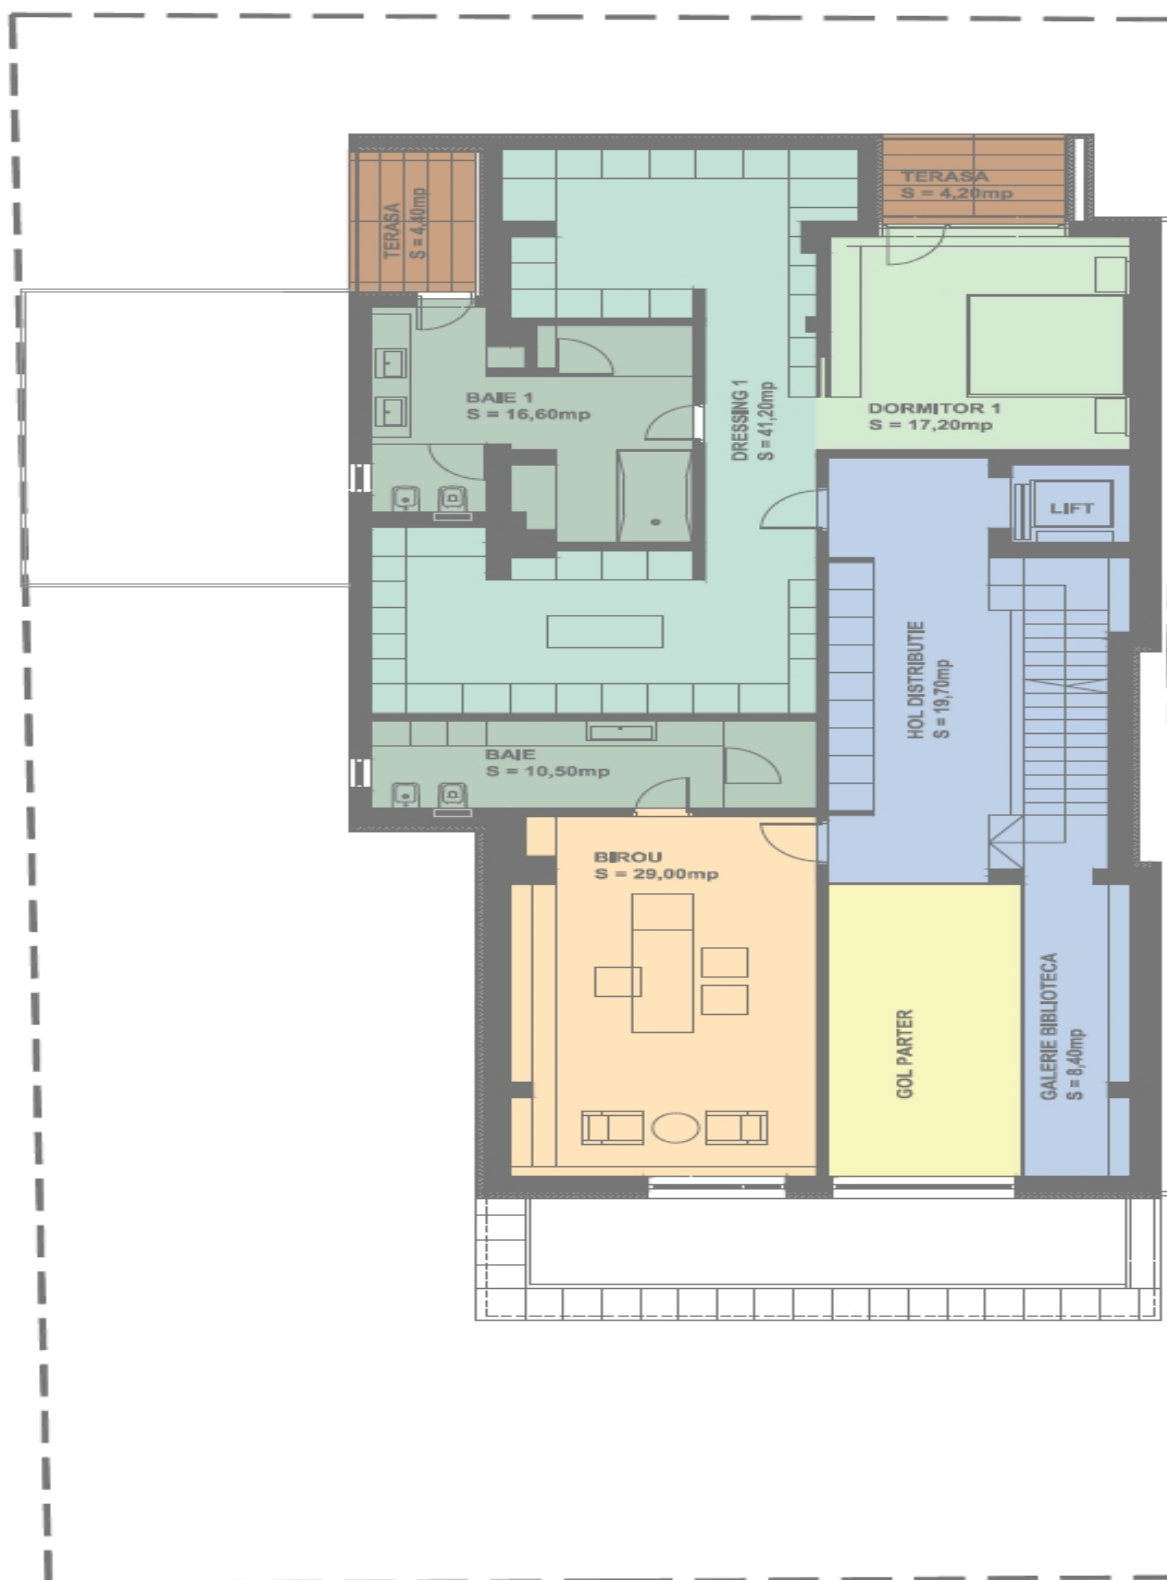 TERASA
S = 4,40mp
TERASA
S = 4,20mp
BAIE 1
S = 16,60mp
DRESSING 1
S = 41,20mp
DORMITOR 1
S = 17,20mp
LIFT
HOL DISTRIBUTIE
S = 19,70mp
BAIE
S = 10,50mp
BIROU
S = 29,00mp
GOL PARTER
GALERIE BIBLIOTECA
S = 8,40mp